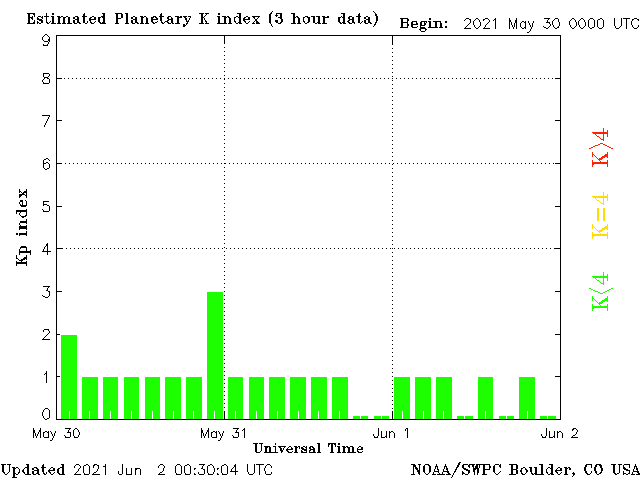 Estimated Planetary K index (3 hour data) Begin: 2021 May 30 0000 UTC
9
8
7
6
5
4
3
2
1
0
Kp index
K>4
K=4
K<4
May 30 May 31 Jun 1 Jun 2
Universal Time
Updated 2021 Jun 2 00:30:04 UTC NOAA/SWPC Boulder, CO USA